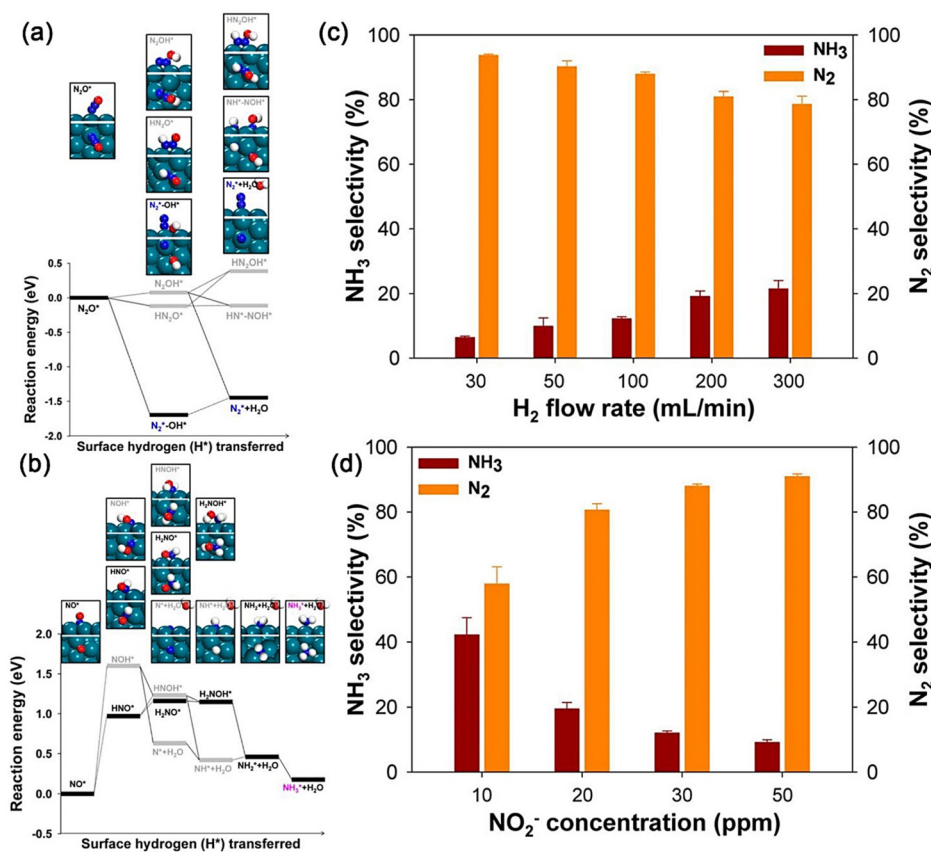 (a)
N₂O*
N₂OH*
HN₂O*
N₂*-OH*
HN₂OH*
NH*-NOH*
N₂*+H₂O
Reaction energy (eV)
0.5
0.0
-0.5
-1.0
-1.5
-2.0
N₂O*
N₂OH*
HN₂O*
N₂*-OH*
HN₂OH*
HN*-NOH*
N₂*+H₂O
Surface hydrogen (H*) transferred
(b)
NO*
NOH*
HNO*
HNOH*
H₂NO*
N*+H₂O
H₂NOH*
NH*+H₂O
NH₂+H₂O
NH₃*+H₂O
Reaction energy (eV)
2.0
1.5
1.0
0.5
0.0
-0.5
NO*
NOH*
HNO*
HNOH*
H₂NO*
N*+H₂O
H₂NOH*
NH*+H₂O
NH₂*+H₂O
NH₃*+H₂O
Surface hydrogen (H*) transferred
(c)
NH₃ selectivity (%)
100
80
60
40
20
0
NH₃
N₂
100
80
60
40
20
0
N₂ selectivity (%)
30 50 100 200 300
H₂ flow rate (mL/min)
(d)
NH₃ selectivity (%)
100
80
60
40
20
0
NH₃
N₂
100
80
60
40
20
0
N₂ selectivity (%)
10 20 30 50
NO₂⁻ concentration (ppm)